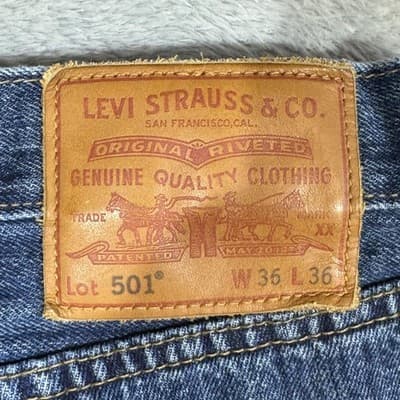 LEVI STRAUSS & CO.
SAN FRANCISCO, CAL.
ORIGINAL RIVETED
GENUINE QUALITY CLOTHING
TRADE MARK
XX
PATENTED MAY 20 1873
Lot 501® W 36 L 36